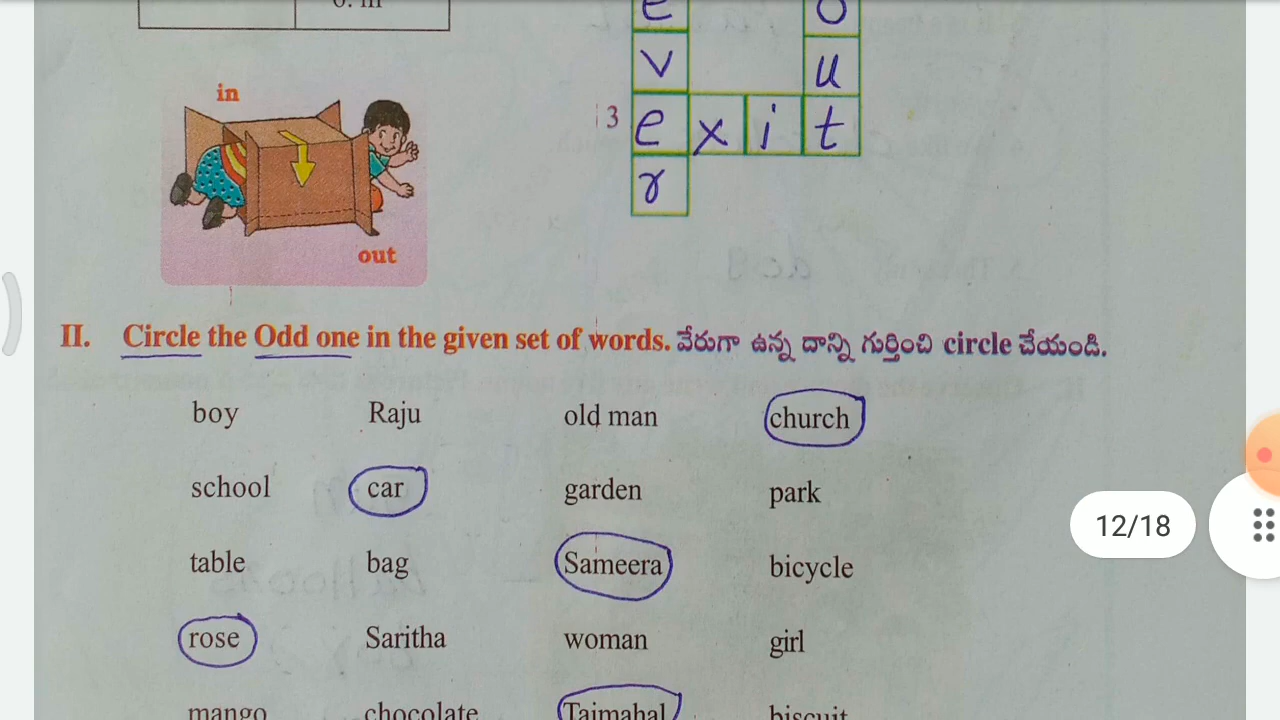 e o
v u
3 e x i t
r
in
out
II. Circle the Odd one in the given set of words. వేరుగా ఉన్న దాన్ని గుర్తించి circle చేయండి.
boy Raju old man church
school car garden park
12/18
table bag Sameera bicycle
rose Saritha woman girl
mango chocolate Tajmahal biscuit